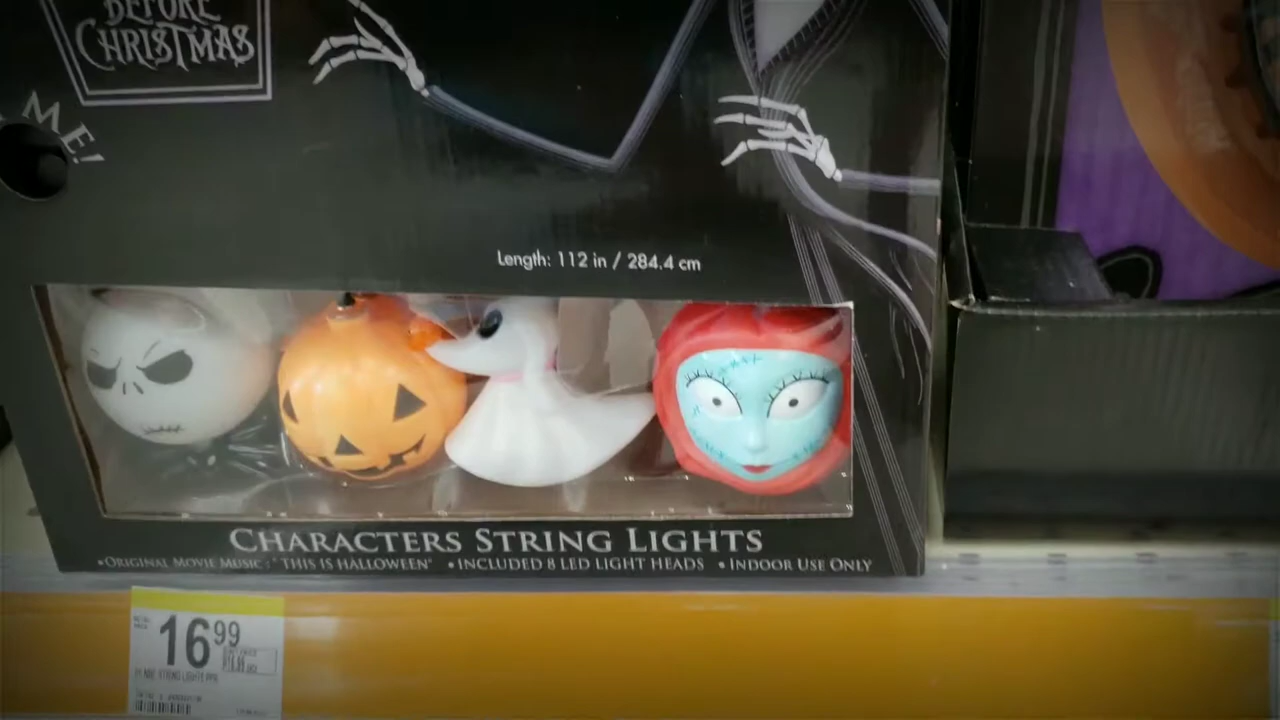 BEFORE
CHRISTMAS
ME!
Length: 112 in / 284.4 cm
CHARACTERS STRING LIGHTS
•ORIGINAL MOVIE MUSIC : "THIS IS HALLOWEEN" •INCLUDED 8 LED LIGHT HEADS •INDOOR USE ONLY
16 99